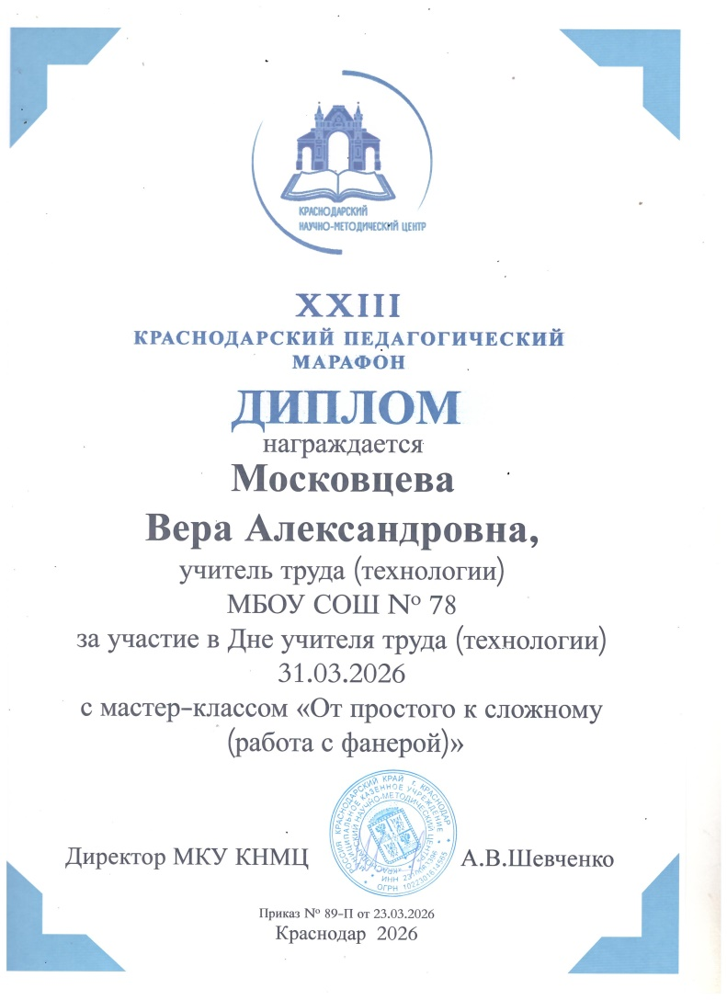 КРАСНОДАРСКИЙ
НАУЧНО-МЕТОДИЧЕСКИЙ ЦЕНТР
XXIII
КРАСНОДАРСКИЙ ПЕДАГОГИЧЕСКИЙ
МАРАФОН
ДИПЛОМ
награждается
Московцева
Вера Александровна,
учитель труда (технологии)
МБОУ СОШ № 78
за участие в Дне учителя труда (технологии)
31.03.2026
с мастер-классом «От простого к сложному
(работа с фанерой)»
РОССИЯ КРАСНОДАРСКИЙ КРАЙ г. КРАСНОДАР
МУНИЦИПАЛЬНОЕ КАЗЕННОЕ УЧРЕЖДЕНИЕ
КРАСНОДАРСКИЙ НАУЧНО-МЕТОДИЧЕСКИЙ ЦЕНТР
ИНН
ОГРН
Директор МКУ КНМЦ
А.В.Шевченко
Приказ № 89-П от 23.03.2026
Краснодар 2026